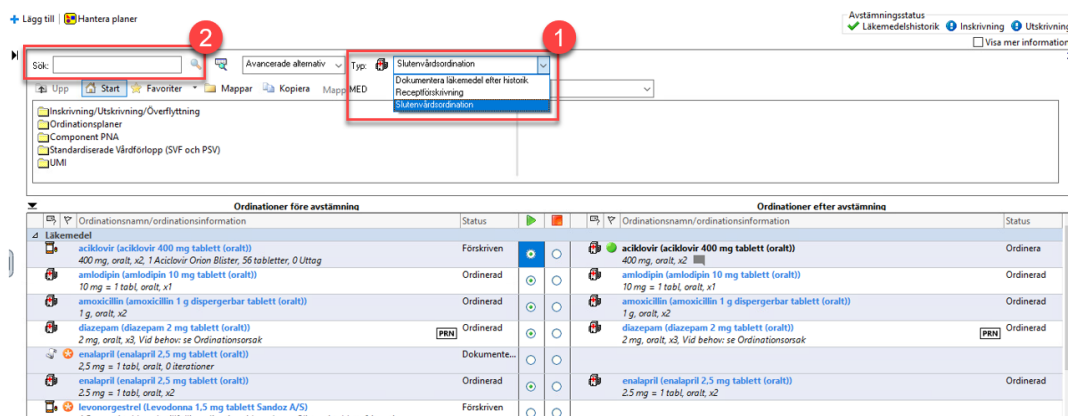 Lägg till
Hantera planer
Avstämningsstatus
Läkemedelshistorik
Inskrivning
Utskrivning
Visa mer information
2
1
Sök:
Avancerade alternativ
Typ:
Slutenvårdsordination
Dokumentera läkemedel efter historik
Receptförskrivning
Slutenvårdsordination
Upp
Start
Favoriter
Mappar
Kopiera
Mapp
MED
Inskrivning/Utskrivning/Överflyttning
Ordinationsplaner
Component PNA
Standardiserade Vårdförlopp (SVF och PSV)
UMI
Ordinationer före avstämning
Ordinationer efter avstämning
Ordinationsnamn/ordinationsinformation
Status
Ordinationsnamn/ordinationsinformation
Status
Läkemedel
aciklovir (aciklovir 400 mg tablett (oralt))
Förskriven
aciklovir (aciklovir 400 mg tablett (oralt))
Ordinera
400 mg, oralt, x2, 1 Aciclovir Orion Blister, 56 tabletter, 0 Uttag
400 mg, oralt, x2
amlodipin (amlodipin 10 mg tablett (oralt))
Ordinerad
amlodipin (amlodipin 10 mg tablett (oralt))
Ordinerad
10 mg = 1 tabl, oralt, x1
10 mg = 1 tabl, oralt, x1
amoxicillin (amoxicillin 1 g dispergerbar tablett (oralt))
Ordinerad
amoxicillin (amoxicillin 1 g dispergerbar tablett (oralt))
Ordinerad
1 g, oralt, x2
1 g, oralt, x2
diazepam (diazepam 2 mg tablett (oralt))
PRN
Ordinerad
diazepam (diazepam 2 mg tablett (oralt))
PRN
Ordinerad
2 mg, oralt, x3, Vid behov: se Ordinationsorsak
2 mg, oralt, x3, Vid behov: se Ordinationsorsak
enalapril (enalapril 2,5 mg tablett (oralt))
Dokumente...
2,5 mg = 1 tabl, oralt, 0 iterationer
enalapril (enalapril 2,5 mg tablett (oralt))
Ordinerad
enalapril (enalapril 2,5 mg tablett (oralt))
Ordinerad
2.5 mg = 1 tabl, oralt, x2
2.5 mg = 1 tabl, oralt, x2
levonorgestrel (Levodonna 1,5 mg tablett Sandoz A/S)
Förskriven